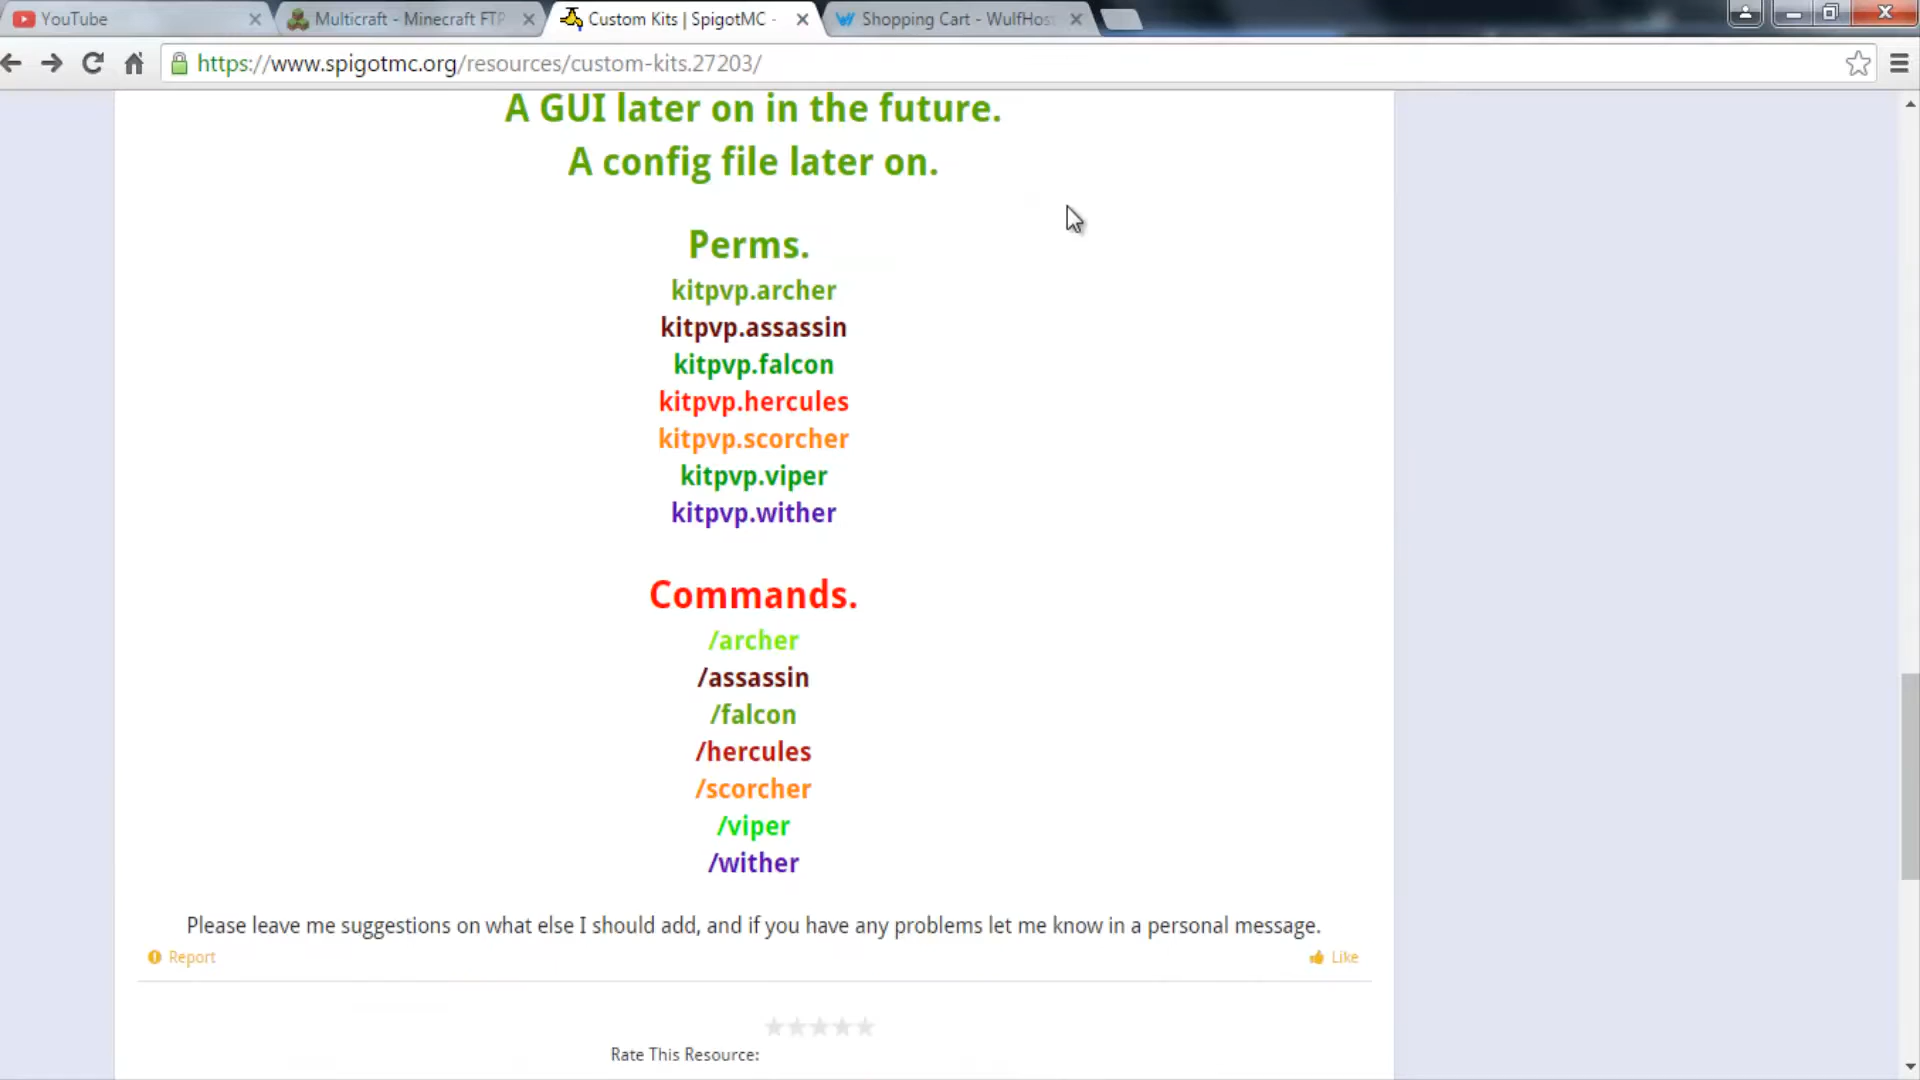 YouTube
Multicraft - Minecraft FTP
Custom Kits | SpigotMC -
Shopping Cart - WulfHos
https://www.spigotmc.org/resources/custom-kits.27203/
A GUI later on in the future.
A config file later on.
Perms.
kitpvp.archer
kitpvp.assassin
kitpvp.falcon
kitpvp.hercules
kitpvp.scorcher
kitpvp.viper
kitpvp.wither
Commands.
/archer
/assassin
/falcon
/hercules
/scorcher
/viper
/wither
Please leave me suggestions on what else I should add, and if you have any problems let me know in a personal message.
Report
Like
Rate This Resource: